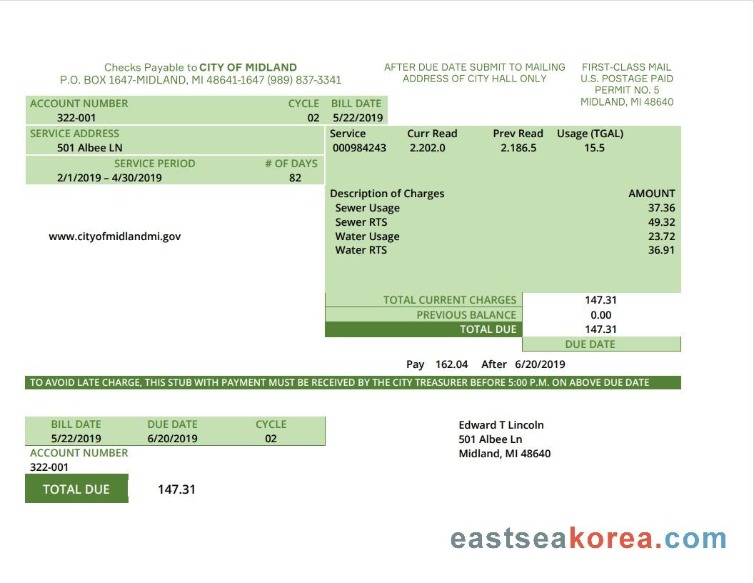 Checks Payable to CITY OF MIDLAND
P.O. BOX 1647-MIDLAND, MI 48641-1647 (989) 837-3341
AFTER DUE DATE SUBMIT TO MAILING
ADDRESS OF CITY HALL ONLY
FIRST-CLASS MAIL
U.S. POSTAGE PAID
PERMIT NO. 5
MIDLAND, MI 48640
ACCOUNT NUMBER CYCLE BILL DATE
322-001 02 5/22/2019
SERVICE ADDRESS
501 Albee LN
SERVICE PERIOD # OF DAYS
2/1/2019 – 4/30/2019 82
www.cityofmidlandmi.gov
Service Curr Read Prev Read Usage (TGAL)
000984243 2.202.0 2.186.5 15.5
Description of Charges AMOUNT
Sewer Usage 37.36
Sewer RTS 49.32
Water Usage 23.72
Water RTS 36.91
TOTAL CURRENT CHARGES 147.31
PREVIOUS BALANCE 0.00
TOTAL DUE 147.31
DUE DATE
Pay 162.04 After 6/20/2019
TO AVOID LATE CHARGE, THIS STUB WITH PAYMENT MUST BE RECEIVED BY THE CITY TREASURER BEFORE 5:00 P.M. ON ABOVE DUE DATE
BILL DATE DUE DATE CYCLE
5/22/2019 6/20/2019 02
ACCOUNT NUMBER
322-001
TOTAL DUE 147.31
Edward T Lincoln
501 Albee Ln
Midland, MI 48640
eastseakorea.com